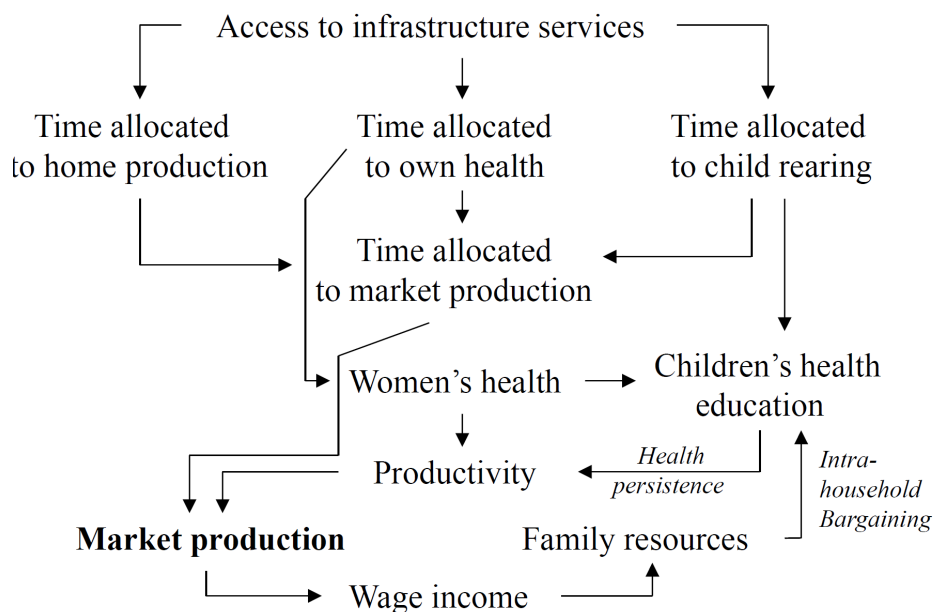 Access to infrastructure services
Time allocated
to home production
Time allocated
to own health
Time allocated
to child rearing
Time allocated
to market production
Women's health
Children's health
education
Productivity
Health
persistence
Intra-
household
Bargaining
Market production
Family resources
Wage income